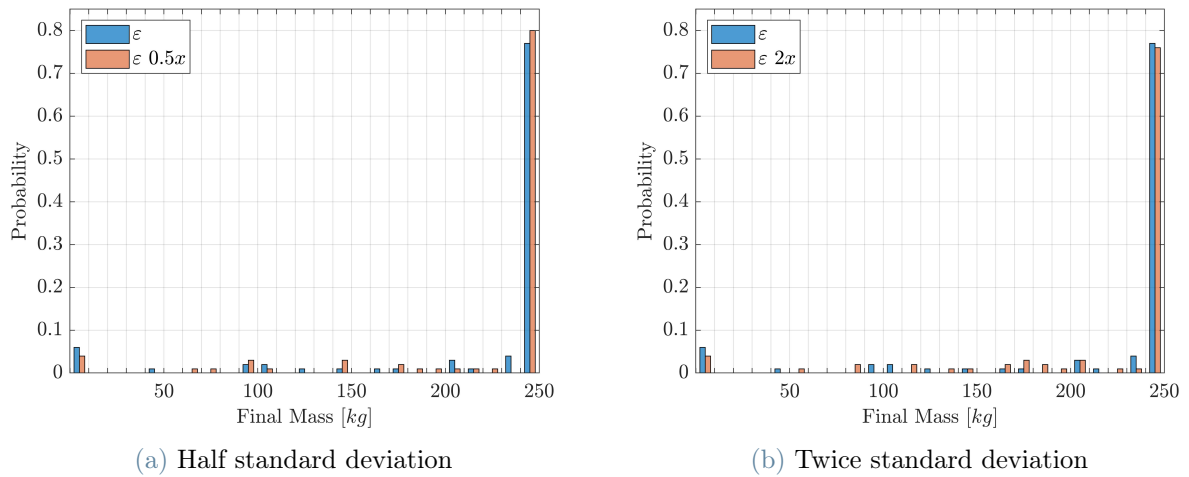 ε
ε 0.5x
0.8
0.7
0.6
0.5
0.4
0.3
0.2
0.1
0
Probability
50
100
150
200
250
Final Mass [kg]
(a) Half standard deviation
ε
ε 2x
0.8
0.7
0.6
0.5
0.4
0.3
0.2
0.1
0
Probability
50
100
150
200
250
Final Mass [kg]
(b) Twice standard deviation